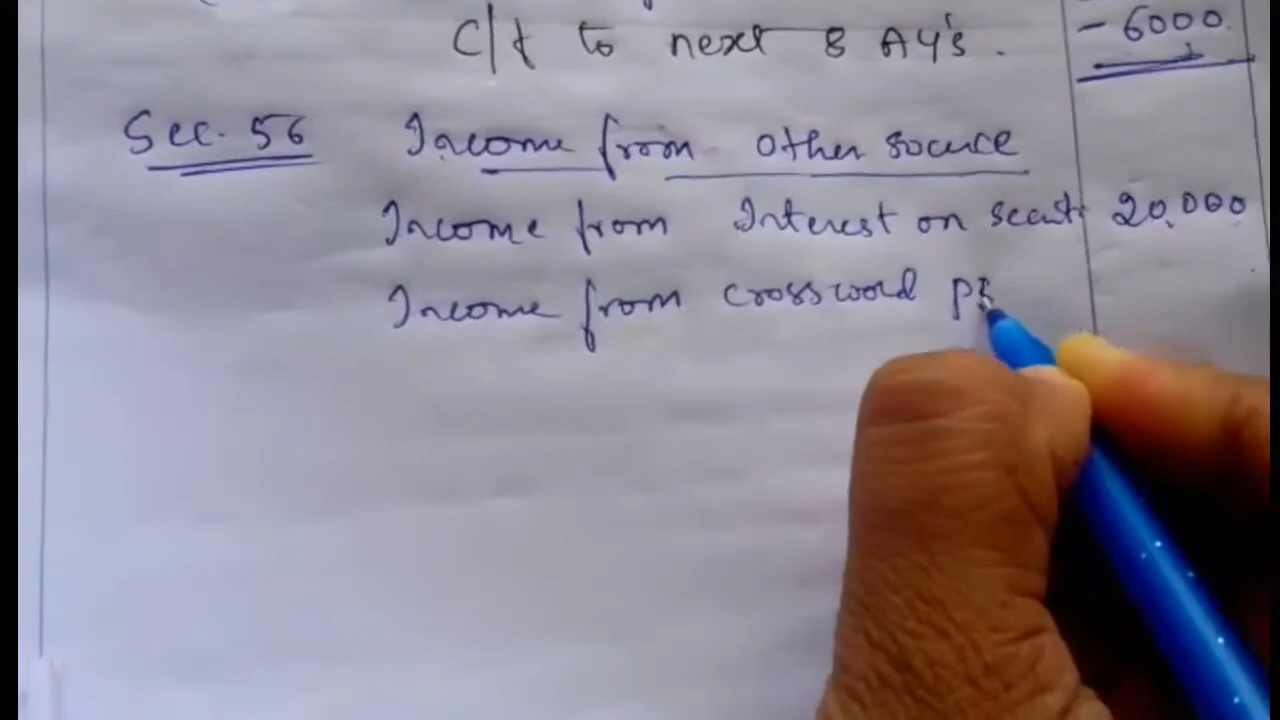 C/f to next 8 AY's.
- 6000
Sec. 56 Income from Other source
Income from Interest on 20,000
Income from crossword